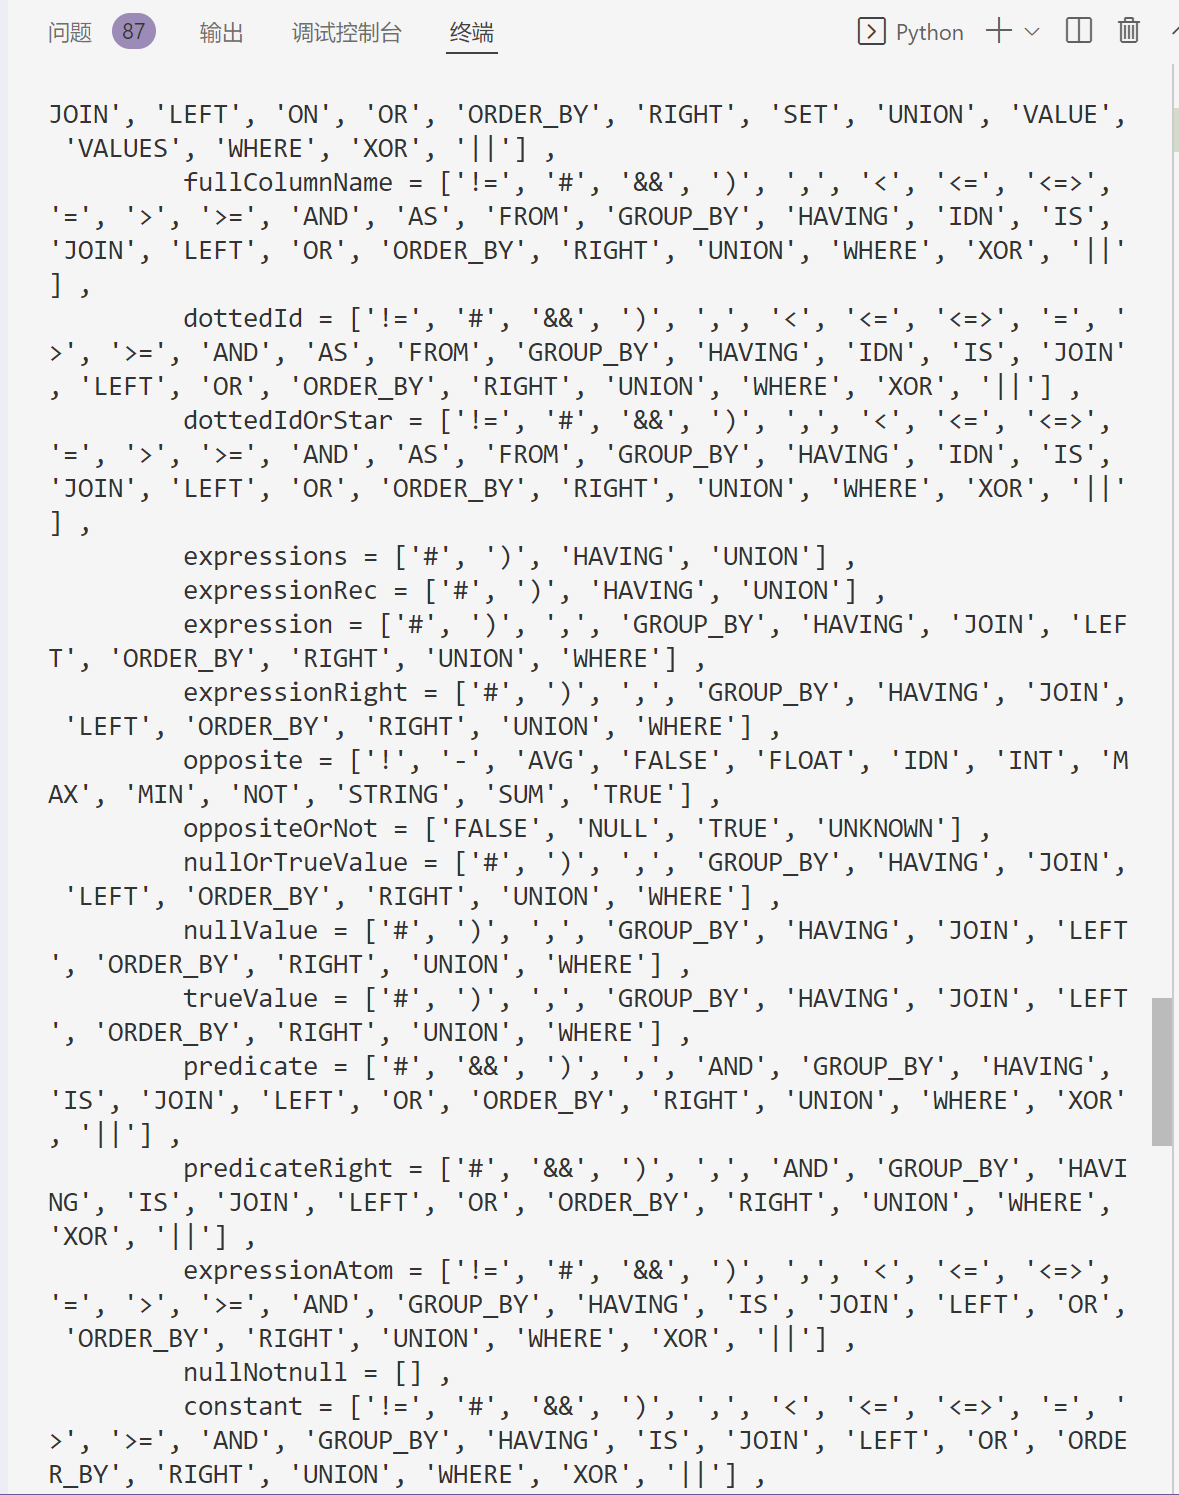 问题 87 输出 调试控制台 终端 Python
JOIN', 'LEFT', 'ON', 'OR', 'ORDER_BY', 'RIGHT', 'SET', 'UNION', 'VALUE',
 'VALUES', 'WHERE', 'XOR', '||'] ,
         fullColumnName = ['!=', '#', '&&', ')', ',', '<', '<=', '<=>',
'=', '>', '>=', 'AND', 'AS', 'FROM', 'GROUP_BY', 'HAVING', 'IDN', 'IS',
'JOIN', 'LEFT', 'OR', 'ORDER_BY', 'RIGHT', 'UNION', 'WHERE', 'XOR', '||'
] ,
         dottedId = ['!=', '#', '&&', ')', ',', '<', '<=', '<=>', '=', '
>', '>=', 'AND', 'AS', 'FROM', 'GROUP_BY', 'HAVING', 'IDN', 'IS', 'JOIN'
, 'LEFT', 'OR', 'ORDER_BY', 'RIGHT', 'UNION', 'WHERE', 'XOR', '||'] ,
         dottedIdOrStar = ['!=', '#', '&&', ')', ',', '<', '<=', '<=>',
'=', '>', '>=', 'AND', 'AS', 'FROM', 'GROUP_BY', 'HAVING', 'IDN', 'IS',
'JOIN', 'LEFT', 'OR', 'ORDER_BY', 'RIGHT', 'UNION', 'WHERE', 'XOR', '||'
] ,
         expressions = ['#', ')', 'HAVING', 'UNION'] ,
         expressionRec = ['#', ')', 'HAVING', 'UNION'] ,
         expression = ['#', ')', ',', 'GROUP_BY', 'HAVING', 'JOIN', 'LEF
T', 'ORDER_BY', 'RIGHT', 'UNION', 'WHERE'] ,
         expressionRight = ['#', ')', ',', 'GROUP_BY', 'HAVING', 'JOIN',
 'LEFT', 'ORDER_BY', 'RIGHT', 'UNION', 'WHERE'] ,
         opposite = ['!', '-', 'AVG', 'FALSE', 'FLOAT', 'IDN', 'INT', 'M
AX', 'MIN', 'NOT', 'STRING', 'SUM', 'TRUE'] ,
         oppositeOrNot = ['FALSE', 'NULL', 'TRUE', 'UNKNOWN'] ,
         nullOrTrueValue = ['#', ')', ',', 'GROUP_BY', 'HAVING', 'JOIN',
 'LEFT', 'ORDER_BY', 'RIGHT', 'UNION', 'WHERE'] ,
         nullValue = ['#', ')', ',', 'GROUP_BY', 'HAVING', 'JOIN', 'LEFT
', 'ORDER_BY', 'RIGHT', 'UNION', 'WHERE'] ,
         trueValue = ['#', ')', ',', 'GROUP_BY', 'HAVING', 'JOIN', 'LEFT
', 'ORDER_BY', 'RIGHT', 'UNION', 'WHERE'] ,
         predicate = ['#', '&&', ')', ',', 'AND', 'GROUP_BY', 'HAVING',
'IS', 'JOIN', 'LEFT', 'OR', 'ORDER_BY', 'RIGHT', 'UNION', 'WHERE', 'XOR'
, '||'] ,
         predicateRight = ['#', '&&', ')', ',', 'AND', 'GROUP_BY', 'HAVI
NG', 'IS', 'JOIN', 'LEFT', 'OR', 'ORDER_BY', 'RIGHT', 'UNION', 'WHERE',
'XOR', '||'] ,
         expressionAtom = ['!=', '#', '&&', ')', ',', '<', '<=', '<=>',
'=', '>', '>=', 'AND', 'GROUP_BY', 'HAVING', 'IS', 'JOIN', 'LEFT', 'OR',
 'ORDER_BY', 'RIGHT', 'UNION', 'WHERE', 'XOR', '||'] ,
         nullNotnull = [] ,
         constant = ['!=', '#', '&&', ')', ',', '<', '<=', '<=>', '=', '
>', '>=', 'AND', 'GROUP_BY', 'HAVING', 'IS', 'JOIN', 'LEFT', 'OR', 'ORDE
R_BY', 'RIGHT', 'UNION', 'WHERE', 'XOR', '||'] ,